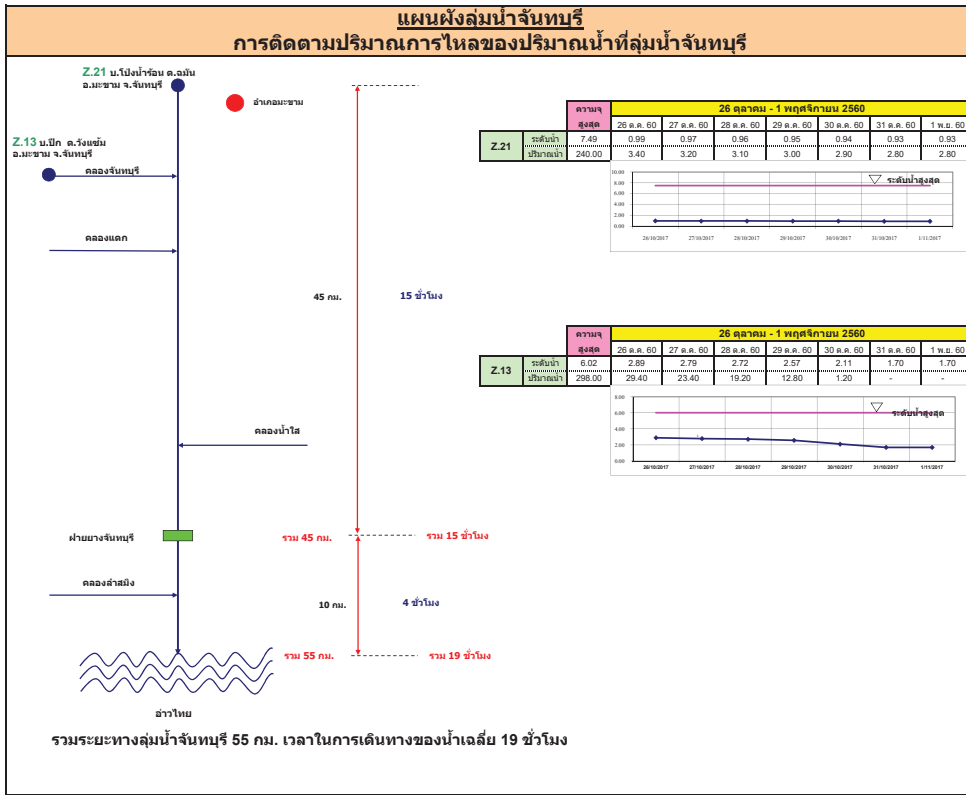 แผนผังลุ่มน้ำจันทบุรี
การติดตามปริมาณการไหลของปริมาณน้ำที่ลุ่มน้ำจันทบุรี
Z.21 บ.โป่งน้ำร้อน ต.ฉมัน
อ.มะขาม จ.จันทบุรี
อำเภอมะขาม
Z.13 บ.ปึก ต.วังแซ้ม
อ.มะขาม จ.จันทบุรี
คลองจันทบุรี
คลองแตก
45 กม. 15 ชั่วโมง
คลองน้ำใส
ฝายยางจันทบุรี
รวม 45 กม. รวม 15 ชั่วโมง
คลองล่าสมิง
10 กม. 4 ชั่วโมง
รวม 55 กม. รวม 19 ชั่วโมง
อ่าวไทย
รวมระยะทางลุ่มน้ำจันทบุรี 55 กม. เวลาในการเดินทางของน้ำเฉลี่ย 19 ชั่วโมง
ความจุ 26 ตุลาคม - 1 พฤศจิกายน 2560
สูงสุด 26 ต.ค. 60 27 ต.ค. 60 28 ต.ค. 60 29 ต.ค. 60 30 ต.ค. 60 31 ต.ค. 60 1 พ.ย. 60
Z.21
ระดับน้ำ 7.49 0.99 0.97 0.96 0.95 0.94 0.93 0.93
ปริมาณน้ำ 240.00 3.40 3.20 3.10 3.00 2.90 2.80 2.80
10.00
8.00
6.00
4.00
2.00
0.00
ระดับน้ำสูงสุด
26/10/2017 27/10/2017 28/10/2017 29/10/2017 30/10/2017 31/10/2017 1/11/2017
ความจุ 26 ตุลาคม - 1 พฤศจิกายน 2560
สูงสุด 26 ต.ค. 60 27 ต.ค. 60 28 ต.ค. 60 29 ต.ค. 60 30 ต.ค. 60 31 ต.ค. 60 1 พ.ย. 60
Z.13
ระดับน้ำ 6.02 2.89 2.79 2.72 2.57 2.11 1.70 1.70
ปริมาณน้ำ 298.00 29.40 23.40 19.20 12.80 1.20 - -
8.00
6.00
4.00
2.00
0.00
ระดับน้ำสูงสุด
26/10/2017 27/10/2017 28/10/2017 29/10/2017 30/10/2017 31/10/2017 1/11/2017